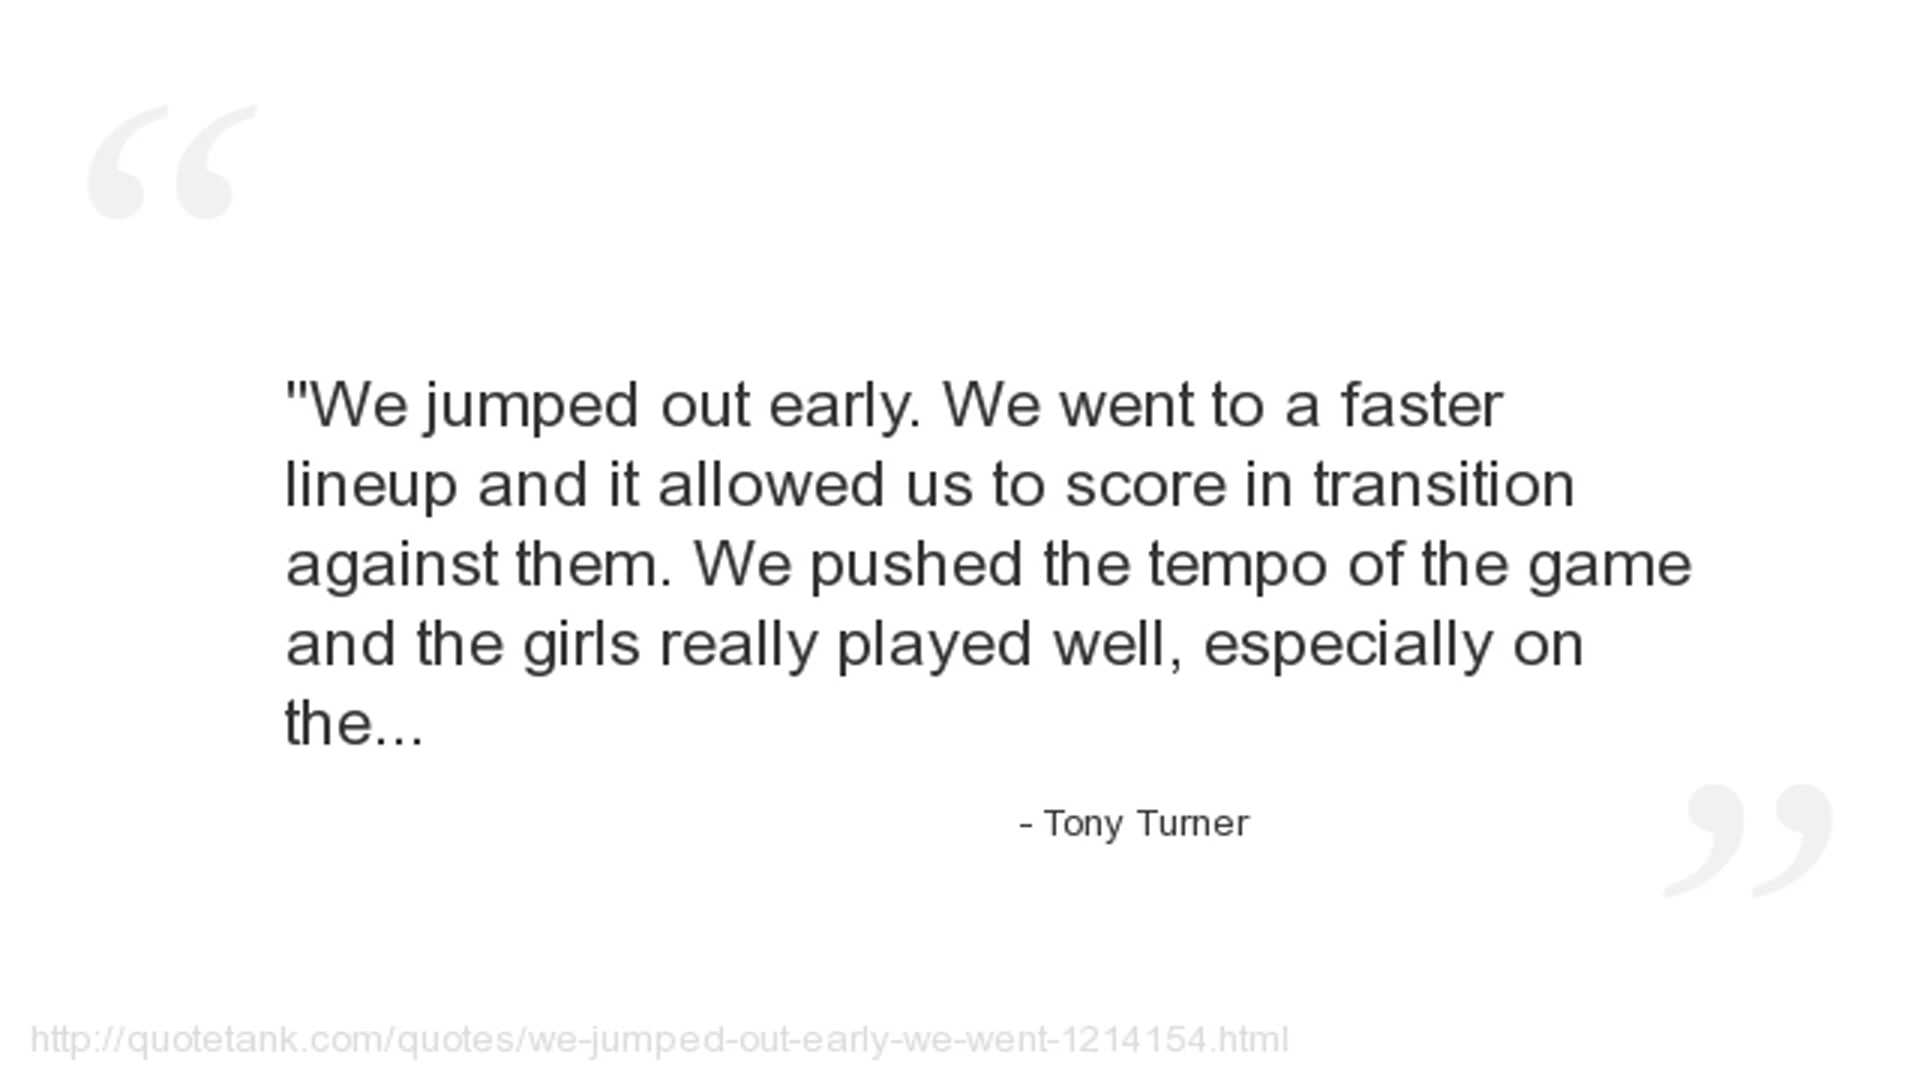 “
"We jumped out early. We went to a faster
lineup and it allowed us to score in transition
against them. We pushed the tempo of the game
and the girls really played well, especially on
the...
- Tony Turner
”
http://quotetank.com/quotes/we-jumped-out-early-we-went-1214154.html